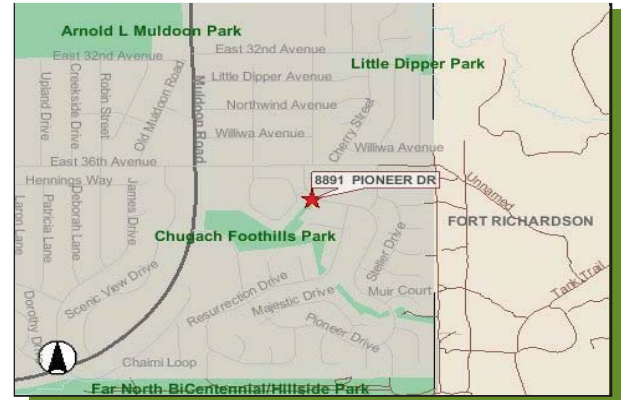 Arnold L Muldoon Park
East 32nd Avenue
East 32nd Avenue
Little Dipper Park
Little Dipper Avenue
Upland Drive
Creekside Drive
Robin Street
Old Muldoon Road
Muldoon Road
Northwind Avenue
Cherry Street
Williwa Avenue
Williwa Avenue
East 36th Avenue
Hennings Way
8891 PIONEER DR
Unnamed
Laron Lane
Patricia Lane
Deborah Lane
James Drive
FORT RICHARDSON
Chugach Foothills Park
Steller Drive
Scenic View Drive
Resurrection Drive
Majestic Drive
Muir Court
Tank Trail
Dorothy D
Pioneer Drive
Chaimi Loop
Far North BiCentennial/Hillside Park